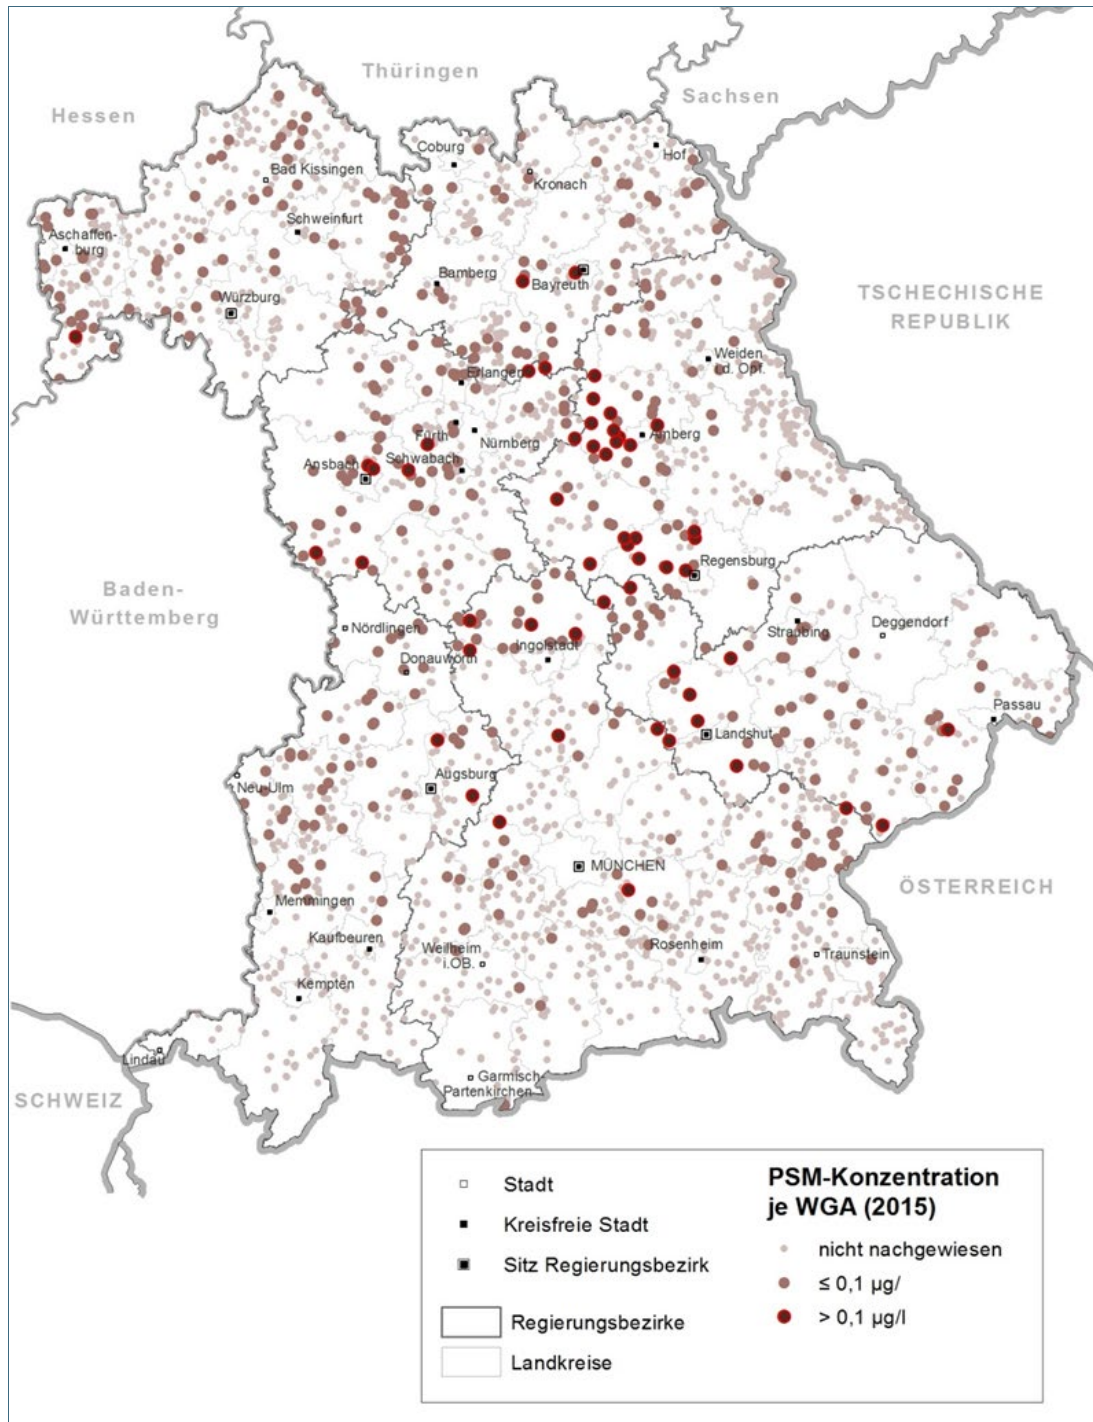 Thüringen
Sachsen
Hessen
Coburg
Hof
Kronach
Bad Kissingen
Schweinfurt
Aschaffen-
burg
Bamberg
Bayreuth
Würzburg
TSCHECHISCHE
REPUBLIK
Weiden
i.d. Opf.
Erlangen
Fürth
Nürnberg
Amberg
Ansbach
Schwabach
Regensburg
Baden-
Württemberg
Nördlingen
Straubing
Deggendorf
Donauwörth
Ingolstadt
Passau
Landshut
Augsburg
Neu-Ulm
MÜNCHEN
ÖSTERREICH
Memmingen
Kaufbeuren
Weilheim
i.OB.
Rosenheim
Traunstein
Kempten
Lindau
Garmisch-
Partenkirchen
SCHWEIZ
Stadt
Kreisfreie Stadt
Sitz Regierungsbezirk
Regierungsbezirke
Landkreise
PSM-Konzentration
je WGA (2015)
nicht nachgewiesen
≤ 0,1 µg/
> 0,1 µg/l